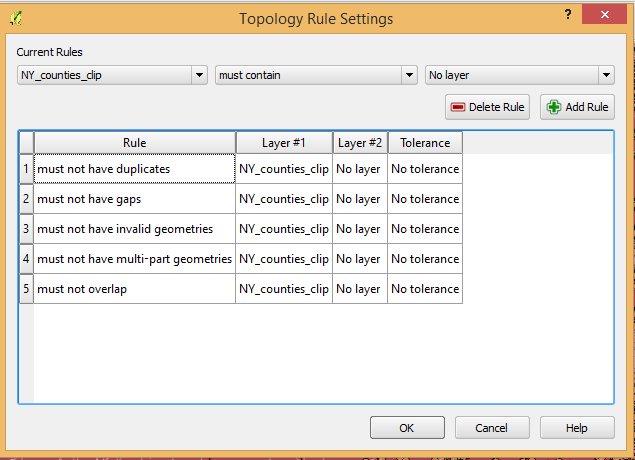 Topology Rule Settings
?
Current Rules
NY_counties_clip must contain No layer
Delete Rule Add Rule
Rule Layer #1 Layer #2 Tolerance
1 must not have duplicates NY_counties_clip No layer No tolerance
2 must not have gaps NY_counties_clip No layer No tolerance
3 must not have invalid geometries NY_counties_clip No layer No tolerance
4 must not have multi-part geometries NY_counties_clip No layer No tolerance
5 must not overlap NY_counties_clip No layer No tolerance
OK Cancel Help